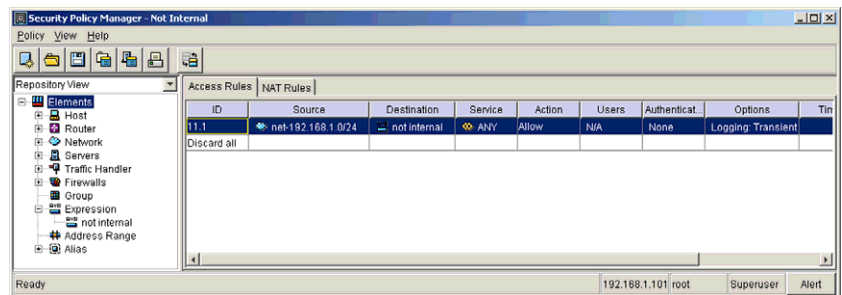 Security Policy Manager - Not Internal
Policy View Help
Repository View
Elements
Host
Router
Network
Servers
Traffic Handler
Firewalls
Group
Expression
not internal
Address Range
Alias
Access Rules NAT Rules
ID Source Destination Service Action Users Authenticat... Options Tim
11.1 net-192.168.1.0/24 not internal ANY Allow N/A None Logging: Transient
Discard all
Ready 192.168.1.101 root Superuser Alert